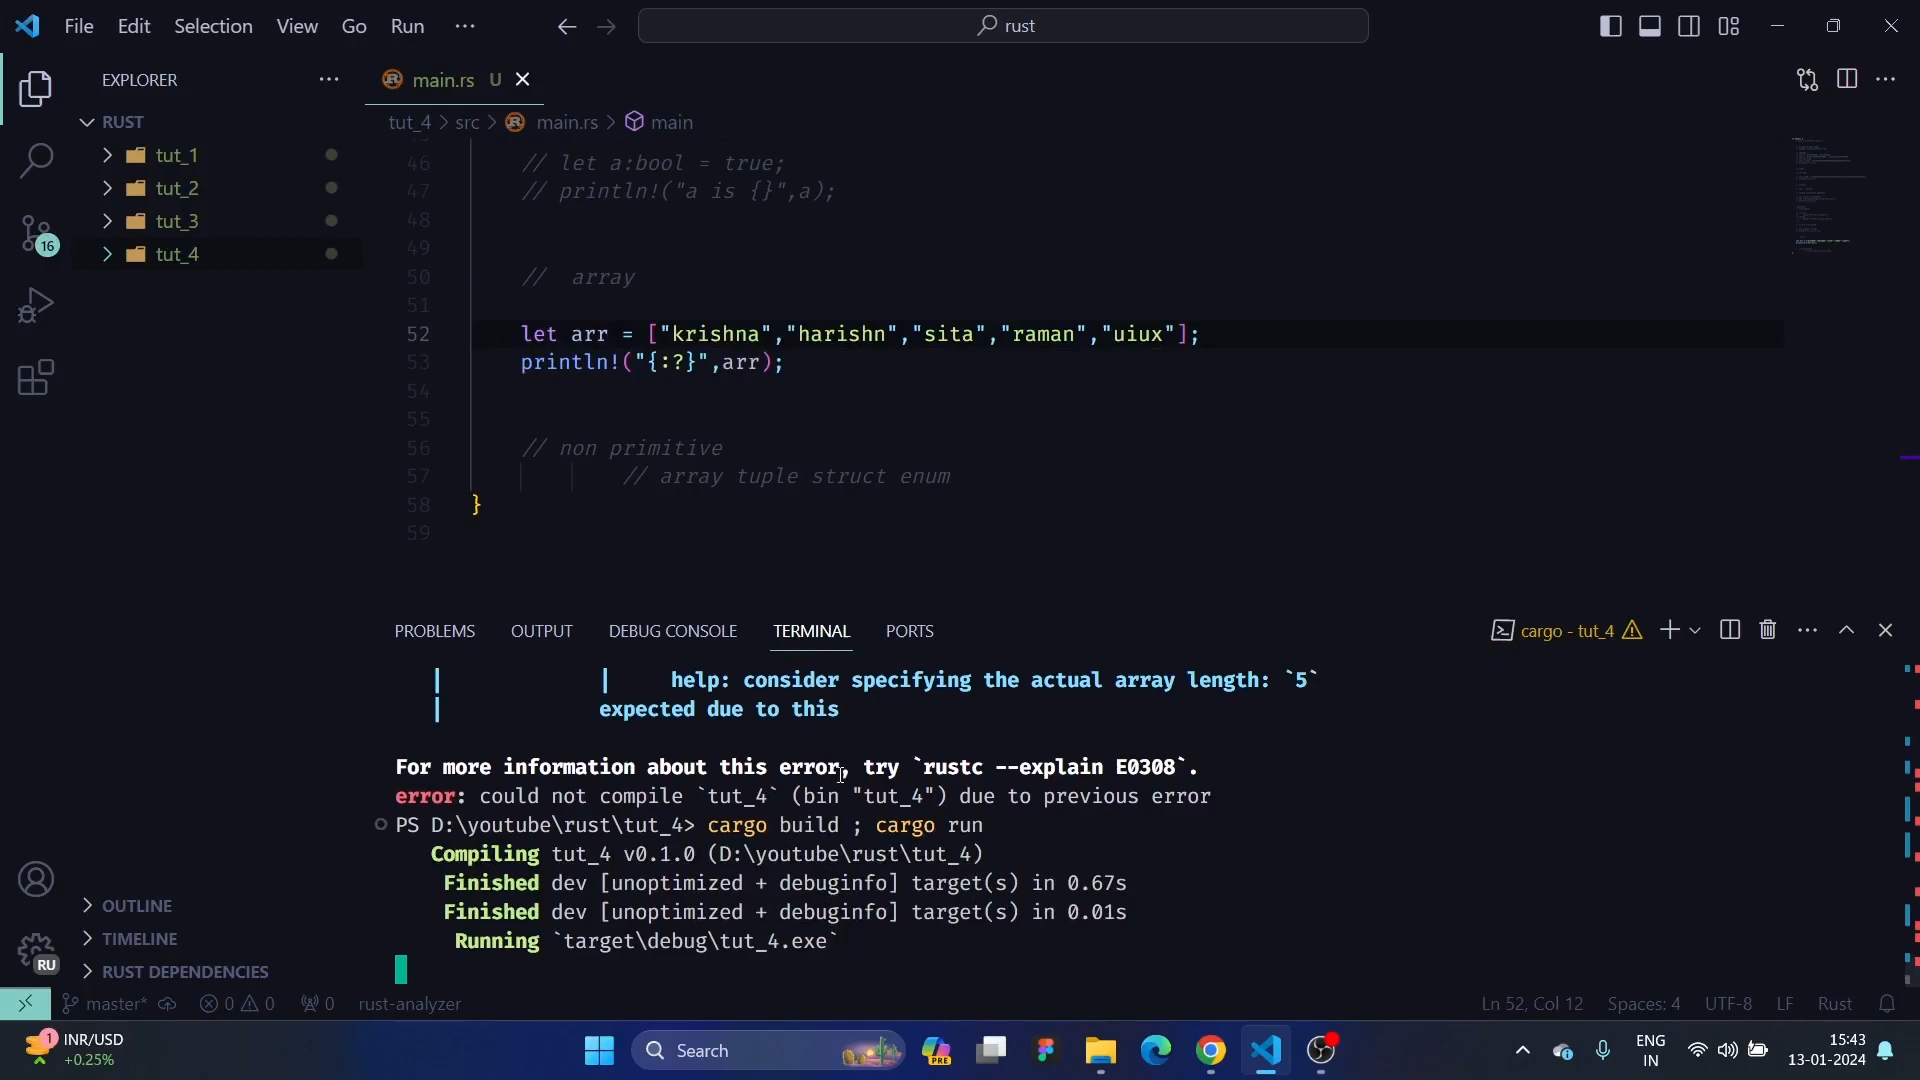 File Edit Selection View Go Run ··· rust
EXPLORER
RUST
tut_1
tut_2
tut_3
tut_4
16
main.rs U
tut_4 > src > main.rs > main
46 // let a:bool = true;
47 // println!("a is {}",a);
48
49
50 // array
51
52 let arr = ["krishna","harishn","sita","raman","uiux"];
53 println!("{:?}",arr);
54
55
56 // non primitive
57 // array tuple struct enum
58 }
59
PROBLEMS OUTPUT DEBUG CONSOLE TERMINAL PORTS cargo - tut_4
| | help: consider specifying the actual array length: `5`
| expected due to this
For more information about this error, try `rustc --explain E0308`.
error: could not compile `tut_4` (bin "tut_4") due to previous error
PS D:\youtube\rust\tut_4> cargo build ; cargo run
Compiling tut_4 v0.1.0 (D:\youtube\rust\tut_4)
Finished dev [unoptimized + debuginfo] target(s) in 0.67s
Finished dev [unoptimized + debuginfo] target(s) in 0.01s
Running `target\debug\tut_4.exe`
OUTLINE
TIMELINE
RUST DEPENDENCIES
RU
master* 0 0 0 rust-analyzer Ln 52, Col 12 Spaces: 4 UTF-8 LF Rust
1 INR/USD
+0.25%
Search
PRE
ENG
IN
15:43
13-01-2024